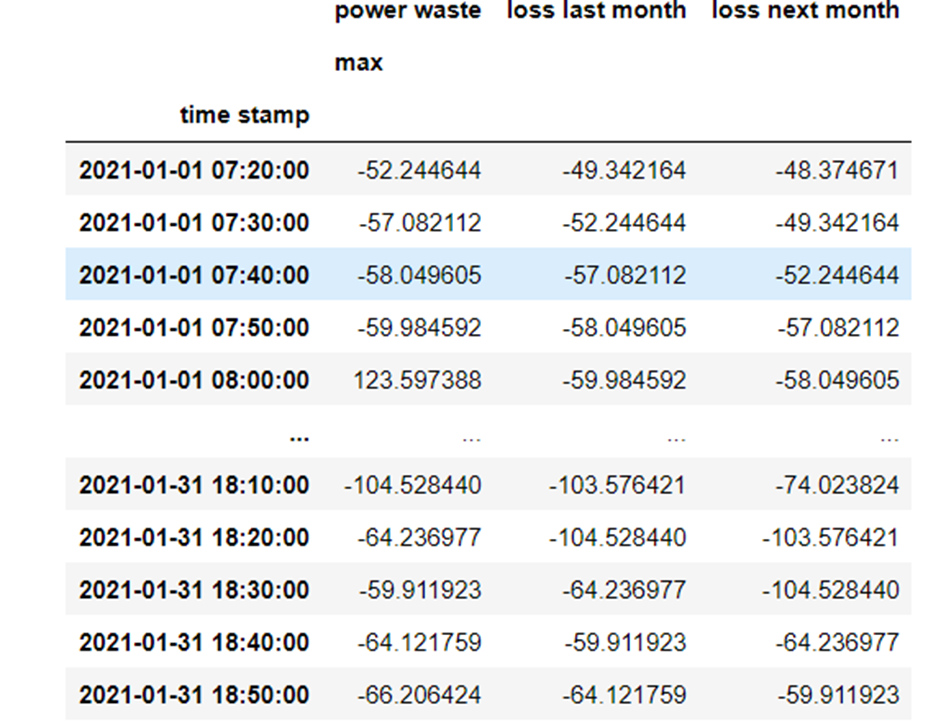 power waste loss last month loss next month
max
time stamp
2021-01-01 07:20:00 -52.244644 -49.342164 -48.374671
2021-01-01 07:30:00 -57.082112 -52.244644 -49.342164
2021-01-01 07:40:00 -58.049605 -57.082112 -52.244644
2021-01-01 07:50:00 -59.984592 -58.049605 -57.082112
2021-01-01 08:00:00 123.597388 -59.984592 -58.049605
... ... ... ...
2021-01-31 18:10:00 -104.528440 -103.576421 -74.023824
2021-01-31 18:20:00 -64.236977 -104.528440 -103.576421
2021-01-31 18:30:00 -59.911923 -64.236977 -104.528440
2021-01-31 18:40:00 -64.121759 -59.911923 -64.236977
2021-01-31 18:50:00 -66.206424 -64.121759 -59.911923